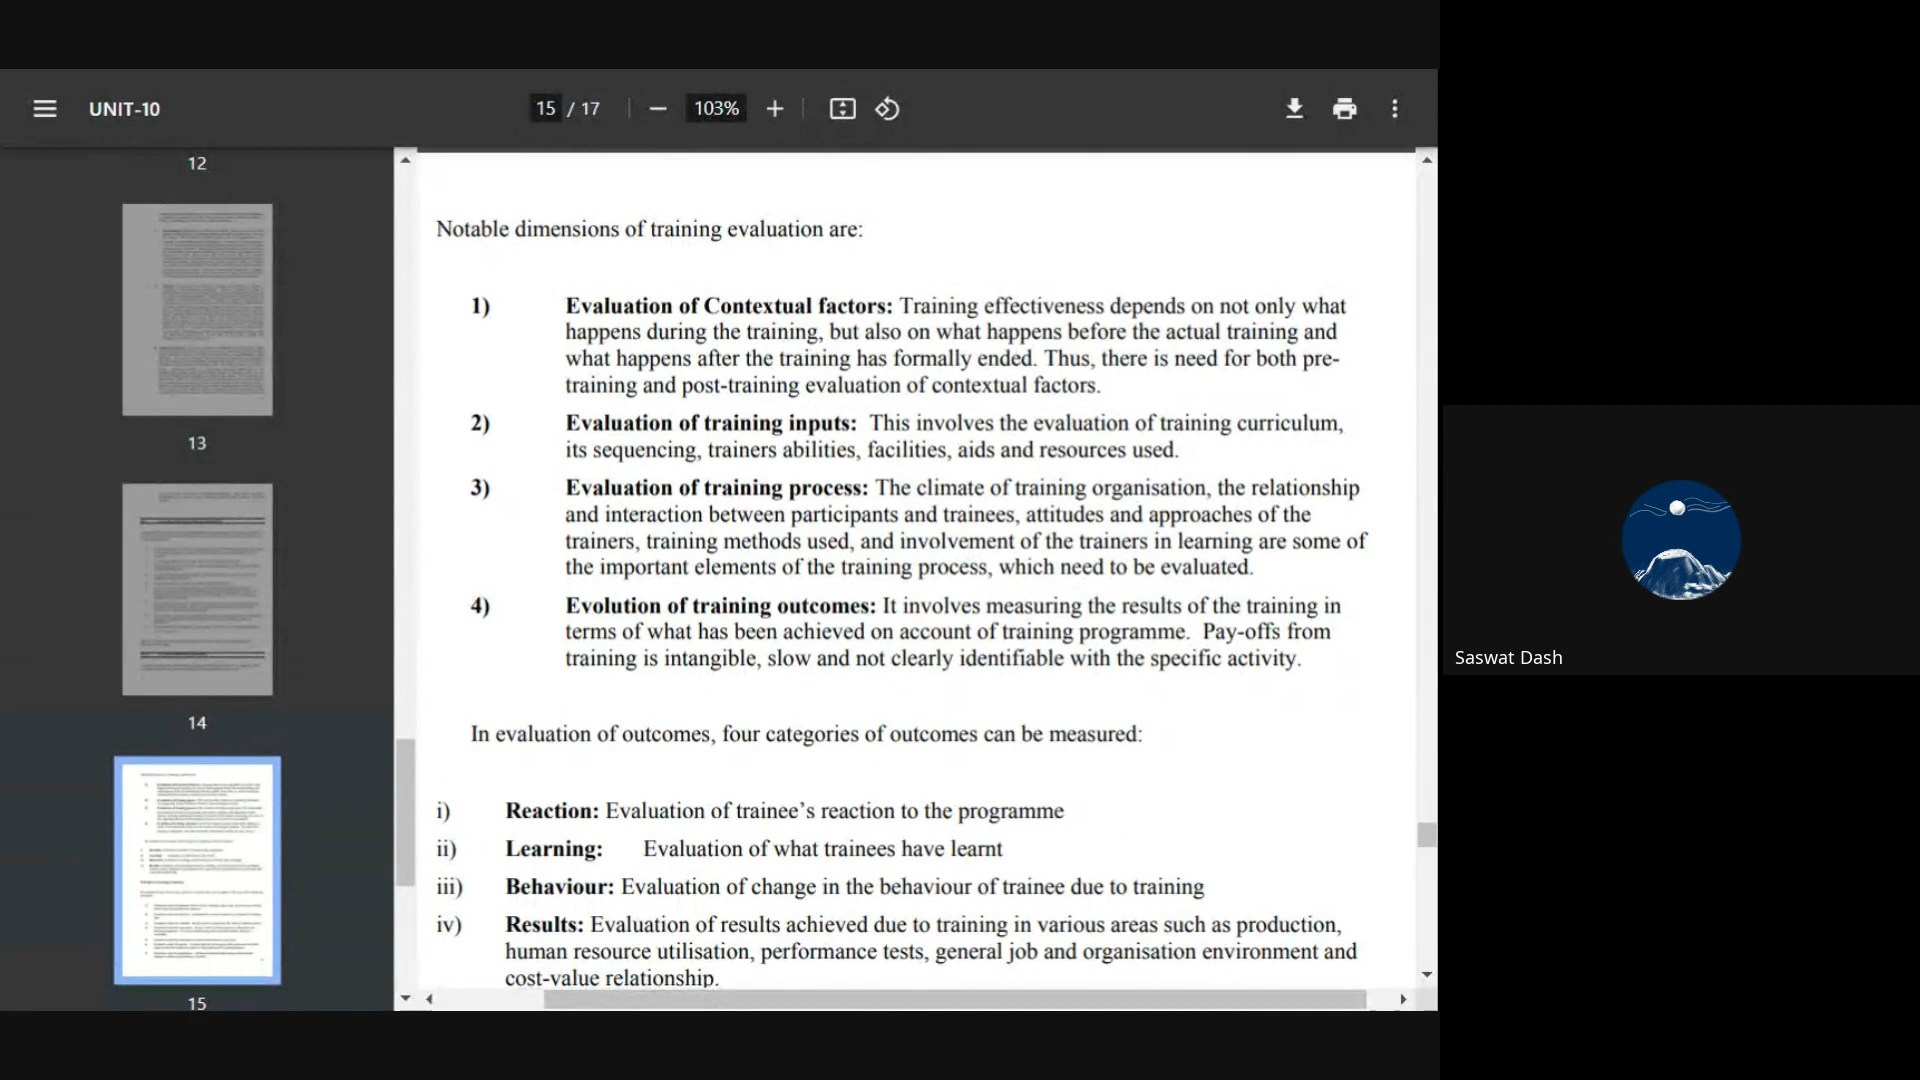 UNIT-10
15 / 17
103%
12
13
14
15
Notable dimensions of training evaluation are:
1) Evaluation of Contextual factors: Training effectiveness depends on not only what
happens during the training, but also on what happens before the actual training and
what happens after the training has formally ended. Thus, there is need for both pre-
training and post-training evaluation of contextual factors.
2) Evaluation of training inputs: This involves the evaluation of training curriculum,
its sequencing, trainers abilities, facilities, aids and resources used.
3) Evaluation of training process: The climate of training organisation, the relationship
and interaction between participants and trainees, attitudes and approaches of the
trainers, training methods used, and involvement of the trainers in learning are some of
the important elements of the training process, which need to be evaluated.
4) Evolution of training outcomes: It involves measuring the results of the training in
terms of what has been achieved on account of training programme. Pay-offs from
training is intangible, slow and not clearly identifiable with the specific activity.
In evaluation of outcomes, four categories of outcomes can be measured:
i) Reaction: Evaluation of trainee’s reaction to the programme
ii) Learning: Evaluation of what trainees have learnt
iii) Behaviour: Evaluation of change in the behaviour of trainee due to training
iv) Results: Evaluation of results achieved due to training in various areas such as production,
human resource utilisation, performance tests, general job and organisation environment and
cost-value relationship.
Saswat Dash